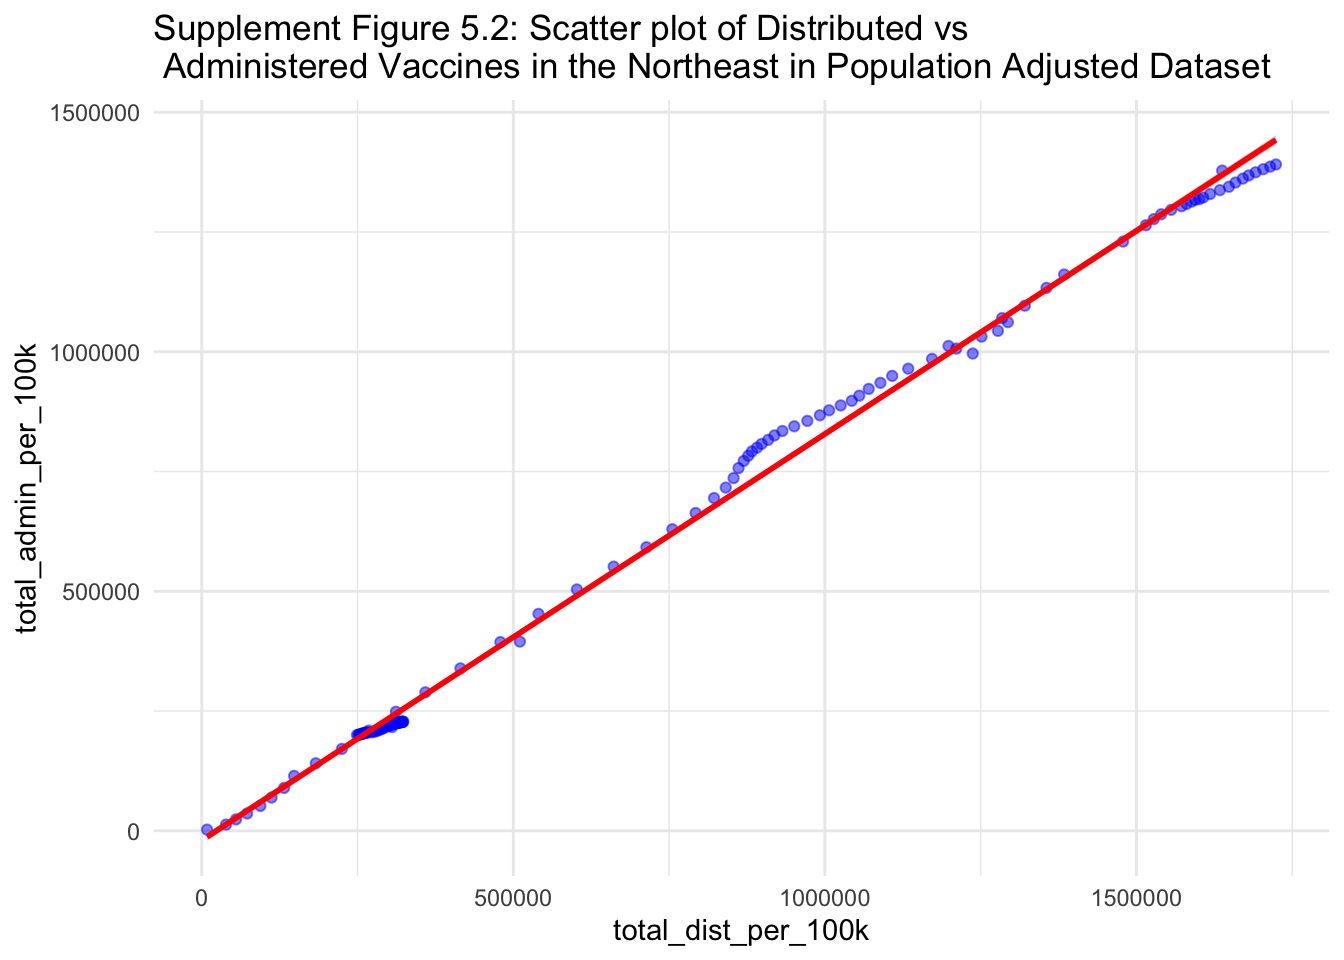 Supplement Figure 5.2: Scatter plot of Distributed vs
Administered Vaccines in the Northeast in Population Adjusted Dataset
1500000
1000000
500000
0
total_admin_per_100k
0 500000 1000000 1500000
total_dist_per_100k